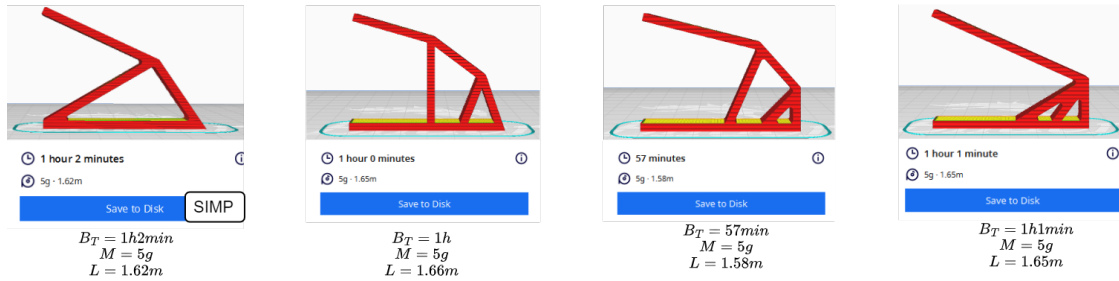 1 hour 2 minutes
5g · 1.62m
Save to Disk
SIMP
B_T = 1h2min
M = 5g
L = 1.62m
1 hour 0 minutes
5g · 1.65m
Save to Disk
B_T = 1h
M = 5g
L = 1.66m
57 minutes
5g · 1.58m
Save to Disk
B_T = 57min
M = 5g
L = 1.58m
1 hour 1 minute
5g · 1.65m
Save to Disk
B_T = 1h1min
M = 5g
L = 1.65m